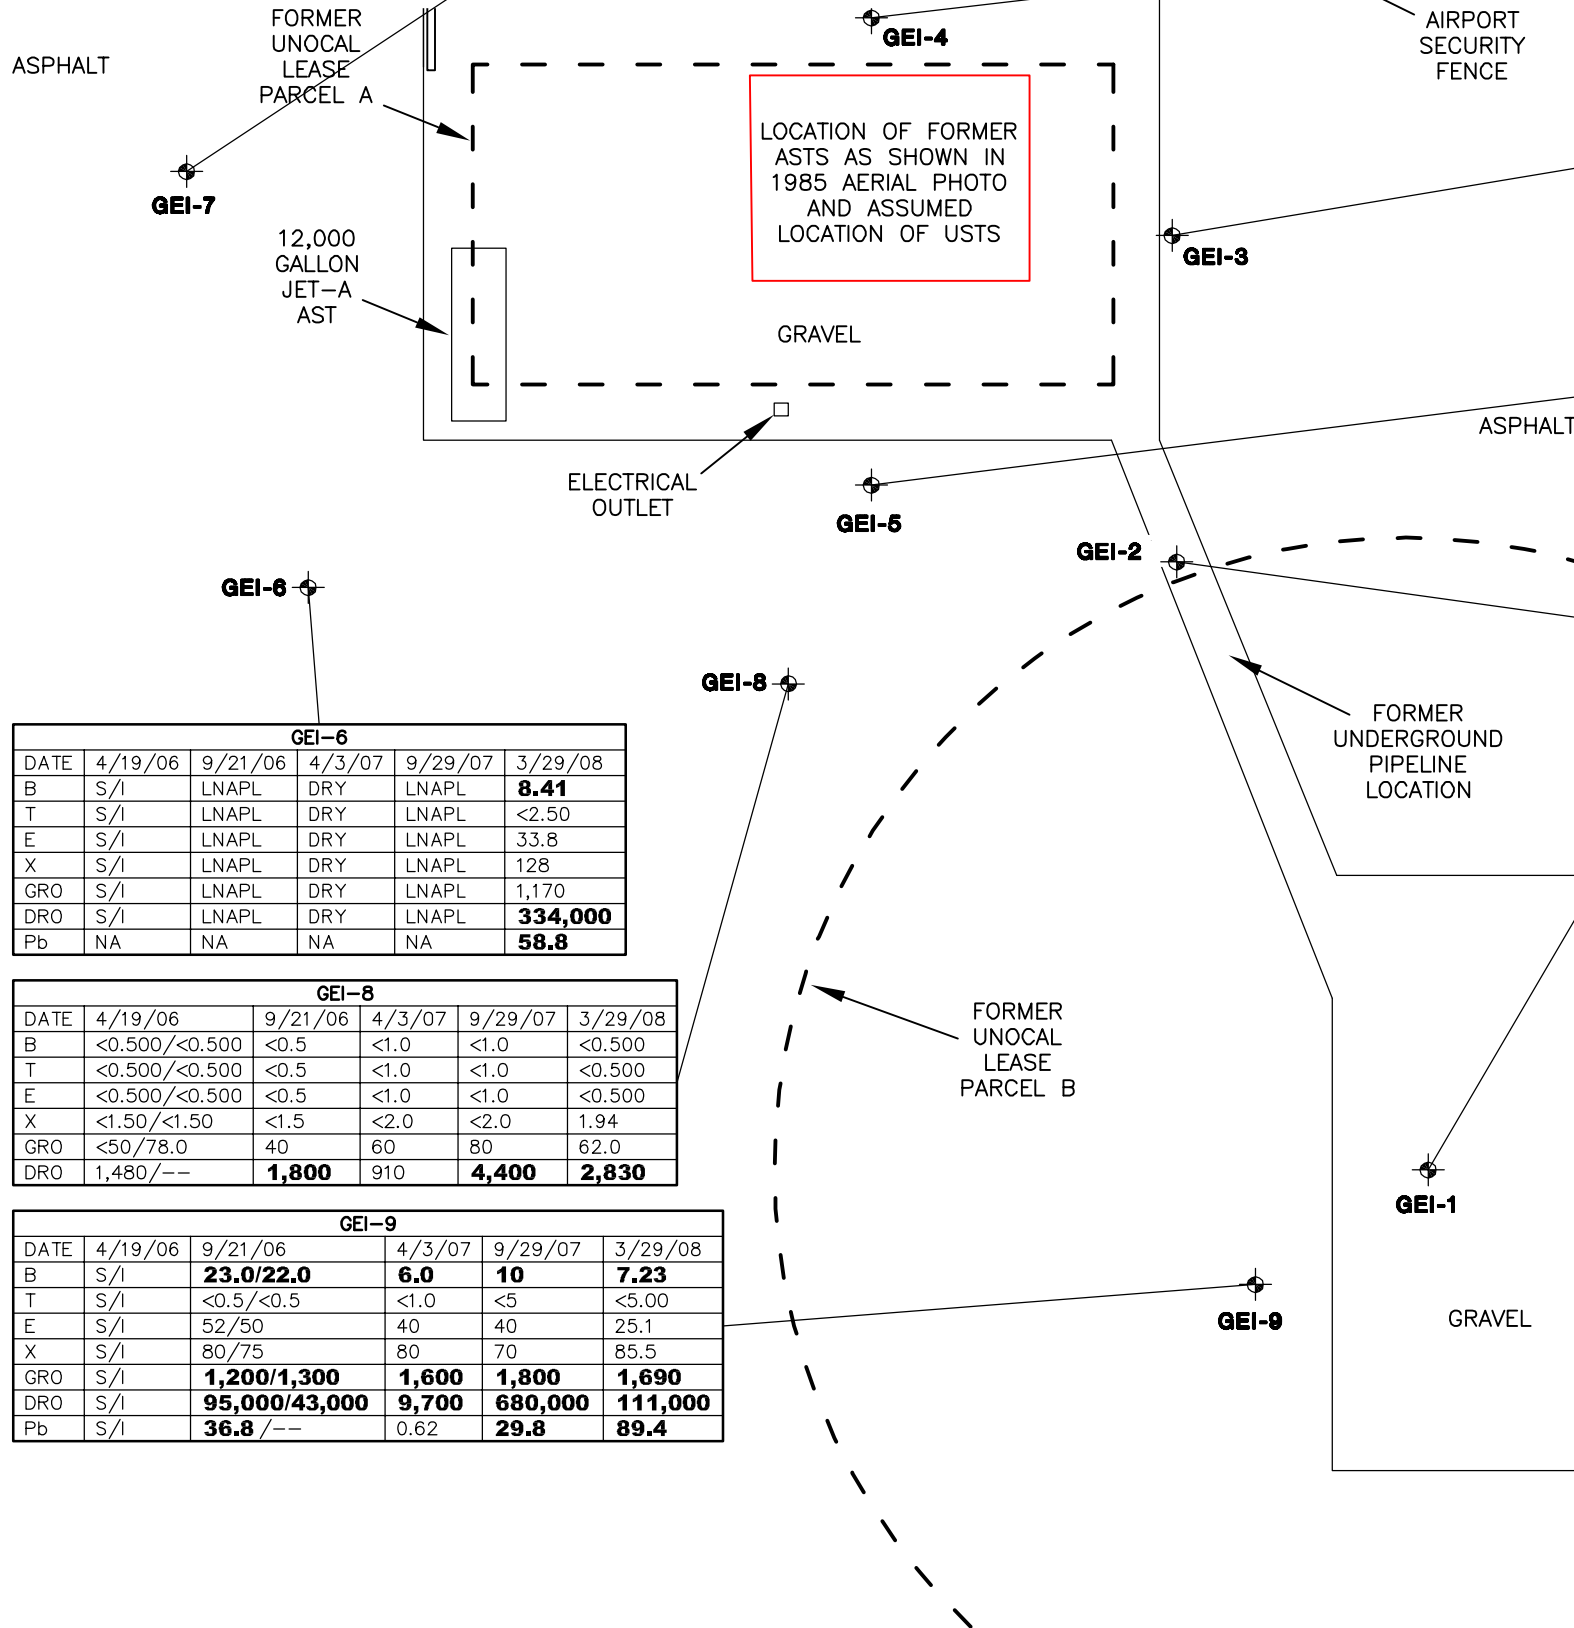 FORMER
UNOCAL
LEASE
PARCEL A
ASPHALT
GEI-4
AIRPORT
SECURITY
FENCE
LOCATION OF FORMER
ASTS AS SHOWN IN
1985 AERIAL PHOTO
AND ASSUMED
LOCATION OF USTS
GEI-7
GEI-3
12,000
GALLON
JET-A
AST
GRAVEL
ASPHALT
ELECTRICAL
OUTLET
GEI-5
GEI-2
GEI-6
GEI-8
FORMER
UNDERGROUND
PIPELINE
LOCATION
GEI-6
DATE 4/19/06 9/21/06 4/3/07 9/29/07 3/29/08
B S/I LNAPL DRY LNAPL 8.41
T S/I LNAPL DRY LNAPL <2.50
E S/I LNAPL DRY LNAPL 33.8
X S/I LNAPL DRY LNAPL 128
GRO S/I LNAPL DRY LNAPL 1,170
DRO S/I LNAPL DRY LNAPL 334,000
Pb NA NA NA NA 58.8
GEI-8
DATE 4/19/06 9/21/06 4/3/07 9/29/07 3/29/08
B <0.500/<0.500 <0.5 <1.0 <1.0 <0.500
T <0.500/<0.500 <0.5 <1.0 <1.0 <0.500
E <0.500/<0.500 <0.5 <1.0 <1.0 <0.500
X <1.50/<1.50 <1.5 <2.0 <2.0 1.94
GRO <50/78.0 40 60 80 62.0
DRO 1,480/-- 1,800 910 4,400 2,830
FORMER
UNOCAL
LEASE
PARCEL B
GEI-1
GEI-9
DATE 4/19/06 9/21/06 4/3/07 9/29/07 3/29/08
B S/I 23.0/22.0 6.0 10 7.23
T S/I <0.5/<0.5 <1.0 <5 <5.00
E S/I 52/50 40 40 25.1
X S/I 80/75 80 70 85.5
GRO S/I 1,200/1,300 1,600 1,800 1,690
DRO S/I 95,000/43,000 9,700 680,000 111,000
Pb S/I 36.8 /-- 0.62 29.8 89.4
GEI-9
GRAVEL